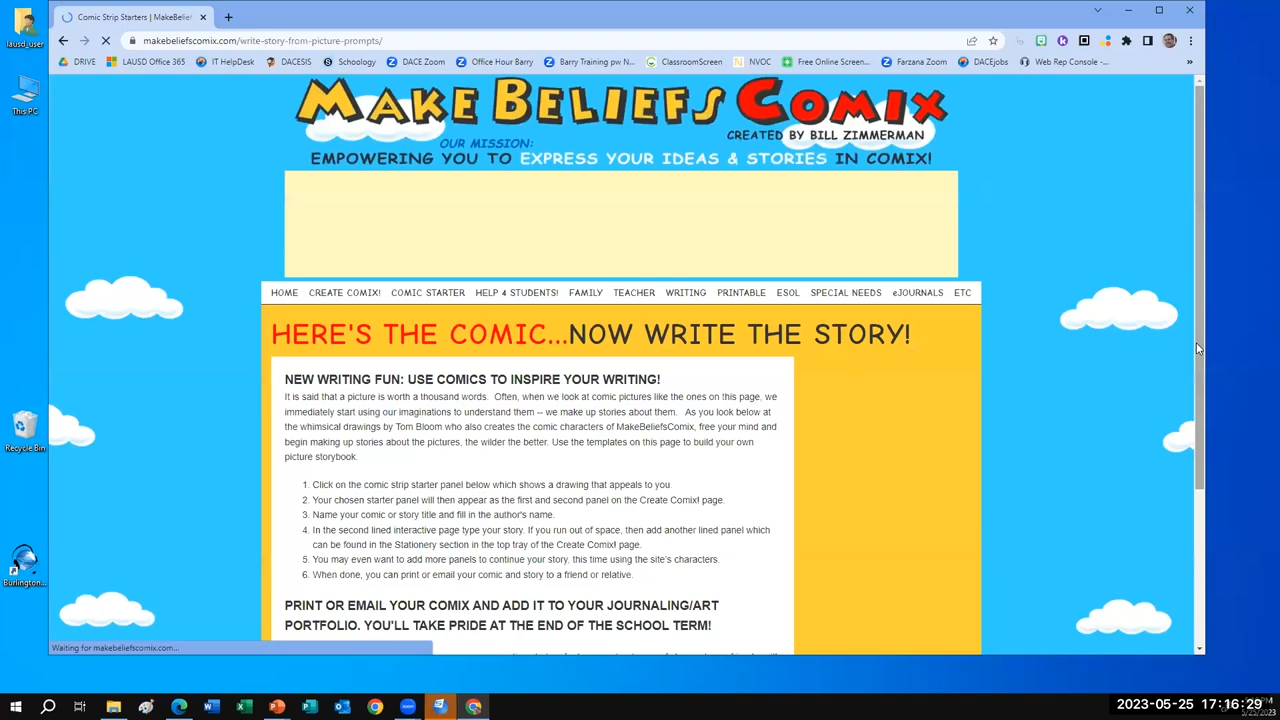 lausd_user
This PC
Recycle Bin
Burlington...
Comic Strip Starters | MakeBelief
makebeliefscomix.com/write-story-from-picture-prompts/
DRIVE LAUSD Office 365 IT HelpDesk DACESIS Schoology DACE Zoom Office Hour Barry Barry Training pw N... ClassroomScreen NVOC Free Online Screen... Farzana Zoom DACEjobs Web Rep Console -... »
MAKE BELIEFS COMIX
CREATED BY BILL ZIMMERMAN
OUR MISSION:
EMPOWERING YOU TO EXPRESS YOUR IDEAS & STORIES IN COMIX!
HOME CREATE COMIX! COMIC STARTER HELP 4 STUDENTS! FAMILY TEACHER WRITING PRINTABLE ESOL SPECIAL NEEDS eJOURNALS ETC
HERE'S THE COMIC...NOW WRITE THE STORY!
NEW WRITING FUN: USE COMICS TO INSPIRE YOUR WRITING!
It is said that a picture is worth a thousand words. Often, when we look at comic pictures like the ones on this page, we
immediately start using our imaginations to understand them -- we make up stories about them. As you look below at
the whimsical drawings by Tom Bloom who also creates the comic characters of MakeBeliefsComix, free your mind and
begin making up stories about the pictures, the wilder the better. Use the templates on this page to build your own
picture storybook.
1. Click on the comic strip starter panel below which shows a drawing that appeals to you.
2. Your chosen starter panel will then appear as the first and second panel on the Create Comix! page.
3. Name your comic or story title and fill in the author's name.
4. In the second lined interactive page type your story. If you run out of space, then add another lined panel which
can be found in the Stationery section in the top tray of the Create Comix! page.
5. You may even want to add more panels to continue your story, this time using the site's characters.
6. When done, you can print or email your comic and story to a friend or relative.
PRINT OR EMAIL YOUR COMIX AND ADD IT TO YOUR JOURNALING/ART
PORTFOLIO. YOU'LL TAKE PRIDE AT THE END OF THE SCHOOL TERM!
Waiting for makebeliefscomix.com...
2023-05-25 17:16:29